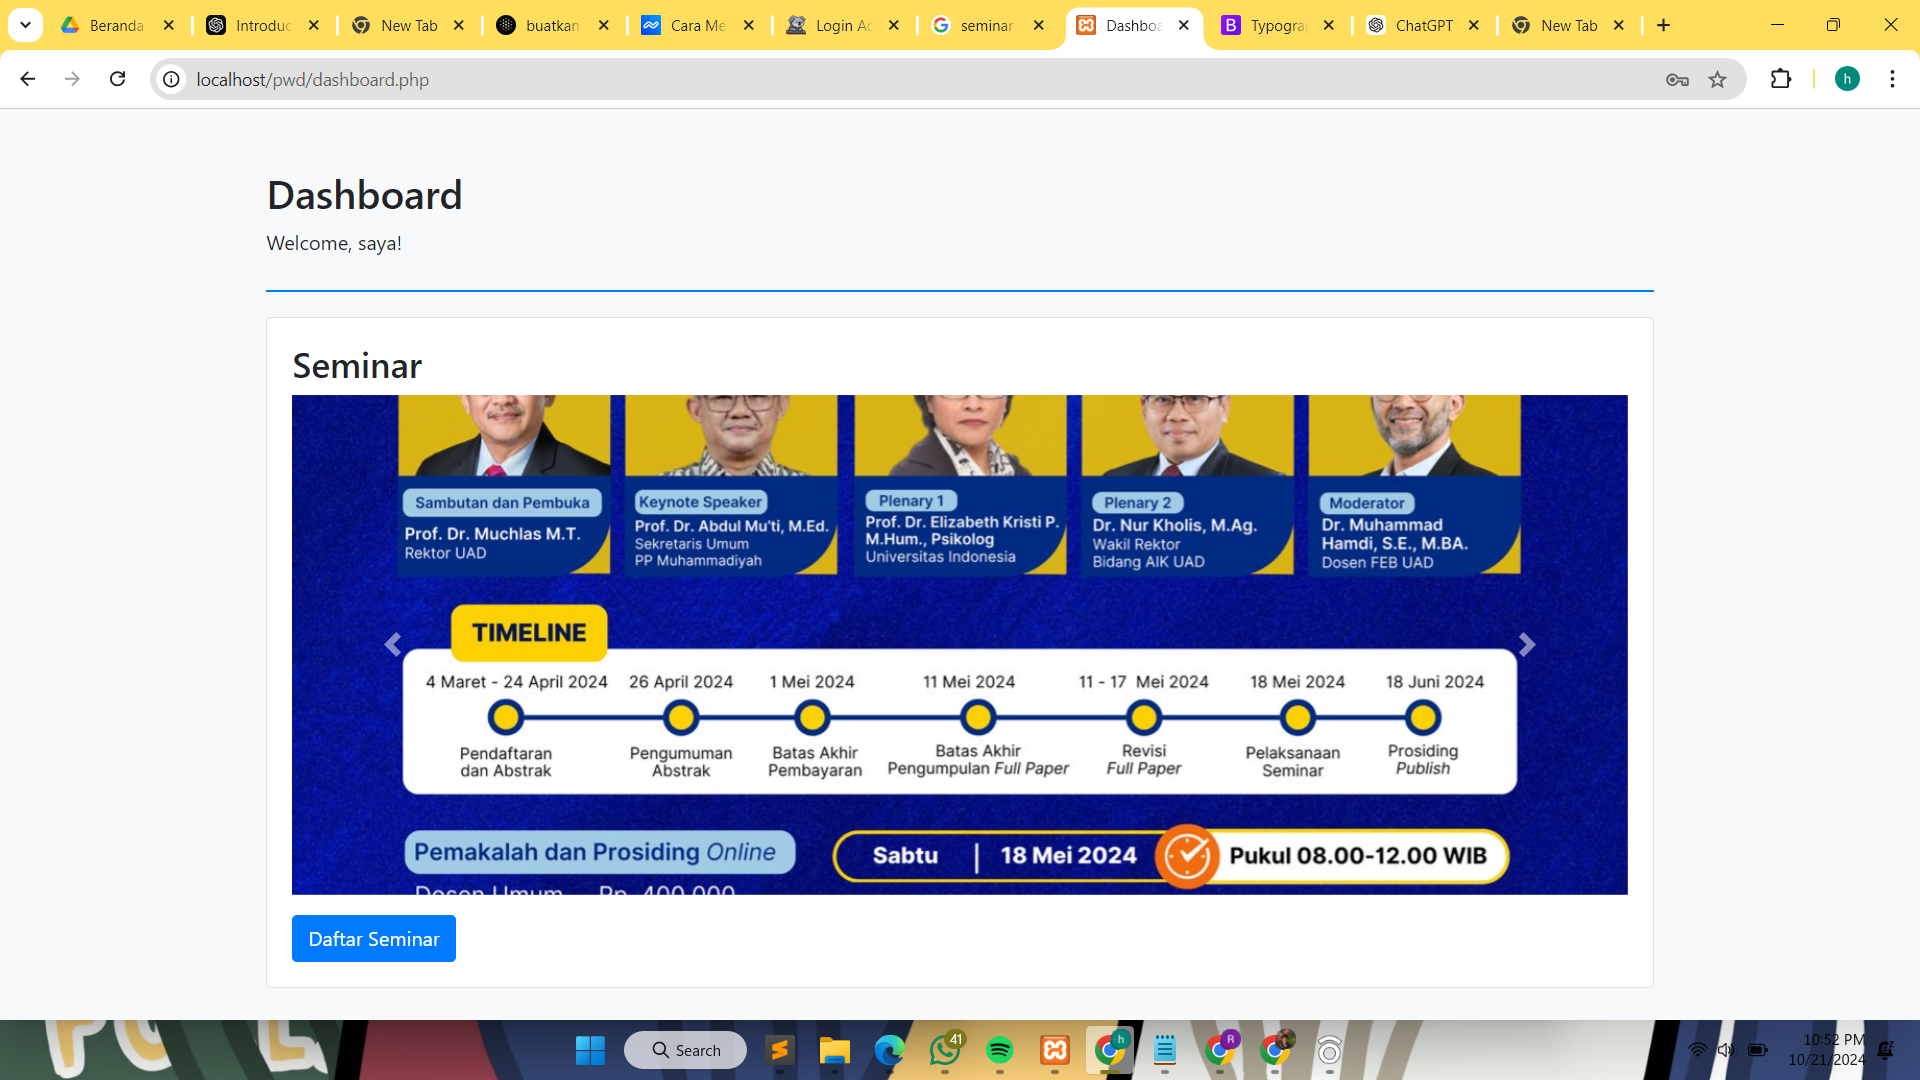 Beranda
Introduc
New Tab
buatkan
Cara Me
Login Ac
seminar
Dashboa
Typogra
ChatGPT
New Tab
localhost/pwd/dashboard.php
h
Dashboard
Welcome, saya!
Seminar
Sambutan dan Pembuka
Prof. Dr. Muchlas M.T.
Rektor UAD
Keynote Speaker
Prof. Dr. Abdul Mu'ti, M.Ed.
Sekretaris Umum
PP Muhammadiyah
Plenary 1
Prof. Dr. Elizabeth Kristi P.
M.Hum., Psikolog
Universitas Indonesia
Plenary 2
Dr. Nur Kholis, M.Ag.
Wakil Rektor
Bidang AIK UAD
Moderator
Dr. Muhammad
Hamdi, S.E., M.BA.
Dosen FEB UAD
TIMELINE
4 Maret - 24 April 2024
Pendaftaran
dan Abstrak
26 April 2024
Pengumuman
Abstrak
1 Mei 2024
Batas Akhir
Pembayaran
11 Mei 2024
Batas Akhir
Pengumpulan Full Paper
11 - 17 Mei 2024
Revisi
Full Paper
18 Mei 2024
Pelaksanaan
Seminar
18 Juni 2024
Prosiding
Publish
Pemakalah dan Prosiding Online
Sabtu | 18 Mei 2024
Pukul 08.00-12.00 WIB
Dosen Umum Rp. 400.000
Daftar Seminar
Search
41
h
R
10:52 PM
10/21/2024